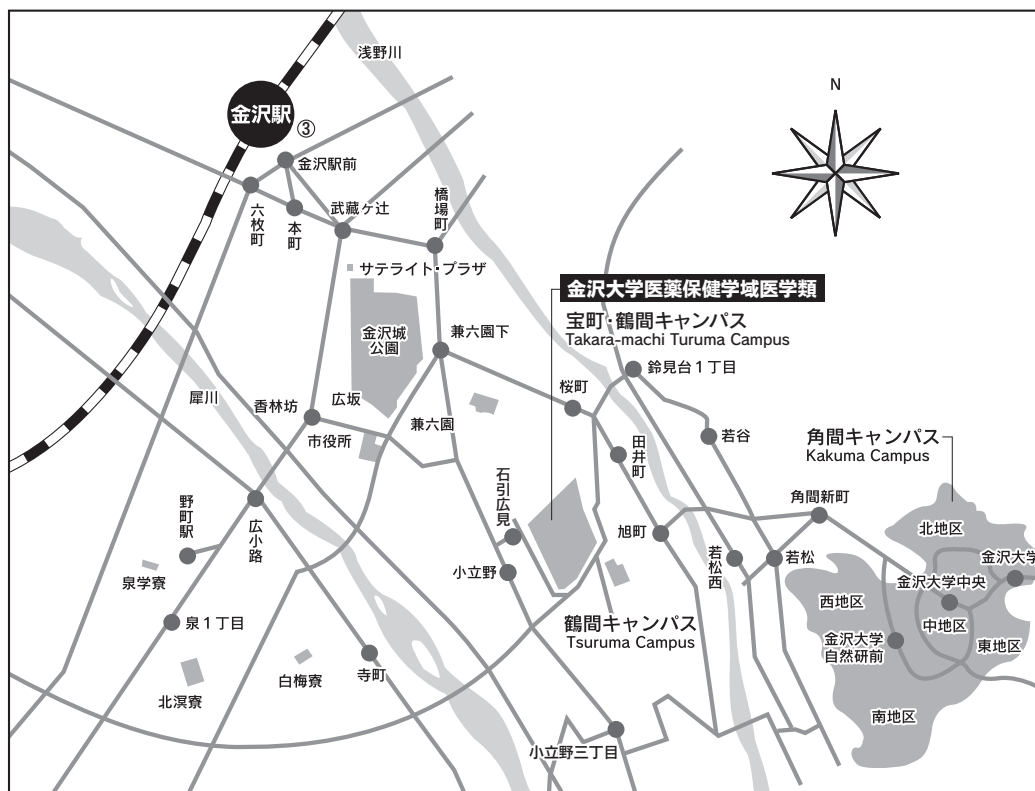 浅野川
N
金沢駅
③
金沢駅前
六枚町
本町
武蔵ヶ辻
橋場町
サテライト・プラザ
金沢大学医薬保健学域医学類
宝町・鶴間キャンパス
Takara-machi Turuma Campus
金沢城
公園
兼六園下
鈴見台1丁目
桜町
犀川
香林坊
広坂
市役所
兼六園
若谷
田井町
角間キャンパス
Kakuma Campus
石引広見
野町駅
広小路
角間新町
北地区
旭町
若松西
若松
金沢大学
小立野
泉学寮
金沢大学中央
西地区
中地区
泉1丁目
鶴間キャンパス
Tsuruma Campus
金沢大学
自然研前
東地区
白梅寮
寺町
北溟寮
南地区
小立野三丁目